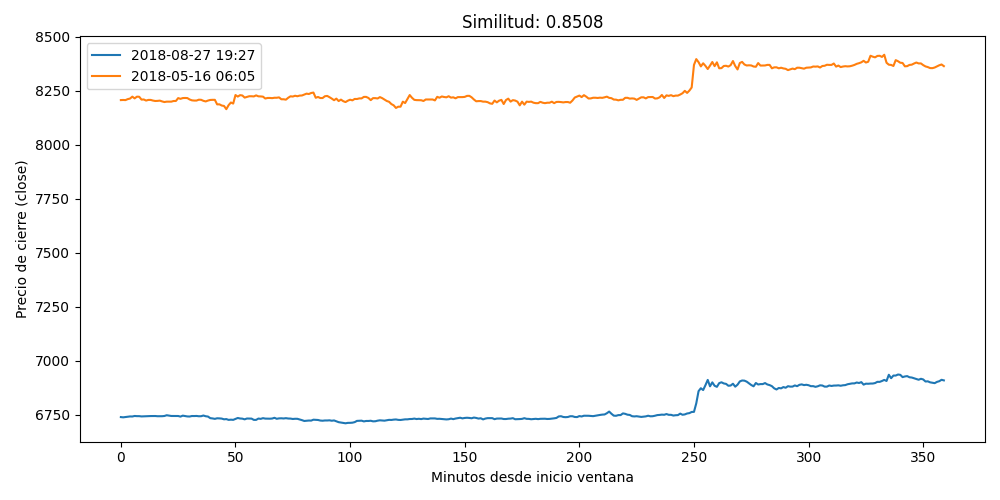 Similitud: 0.8508
2018-08-27 19:27
2018-05-16 06:05
Precio de cierre (close)
8500
8250
8000
7750
7500
7250
7000
6750
0 50 100 150 200 250 300 350
Minutos desde inicio ventana